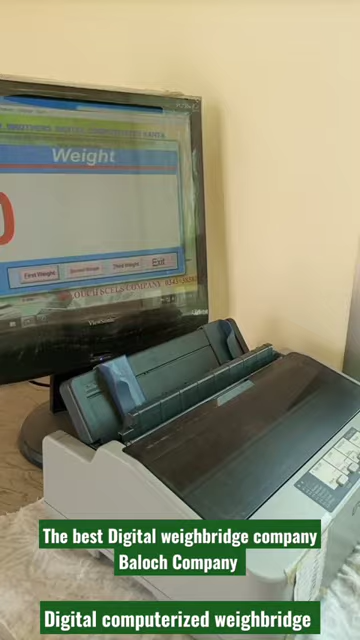 Weight
First Weight
Second Weight
Third Weight
Exit
COMPANY
ViewSonic
The best Digital weighbridge company
Baloch Company
Digital computerized weighbridge